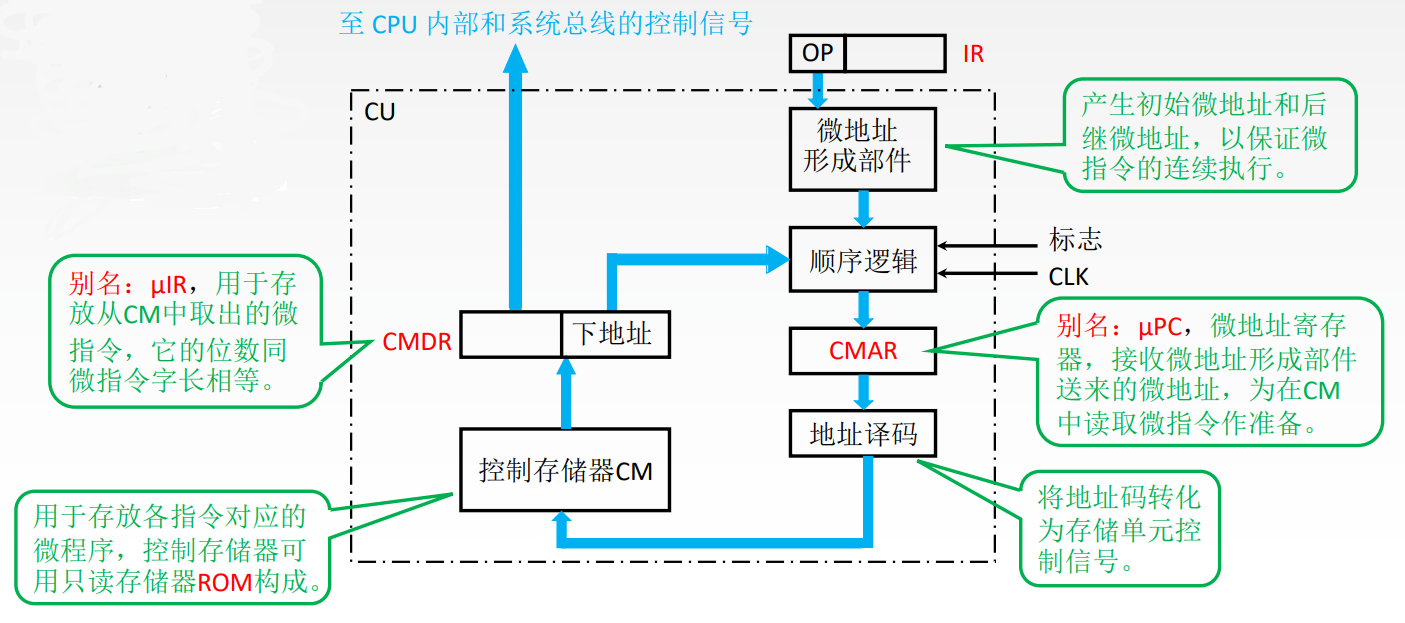 至 CPU 内部和系统总线的控制信号
OP
IR
CU
微地址
形成部件
产生初始微地址和后
继微地址，以保证微
指令的连续执行。
顺序逻辑
标志
CLK
别名：μIR，用于存
放从CM中取出的微
指令，它的位数同
微指令字长相等。
CMDR
下地址
CMAR
别名：μPC，微地址寄存
器，接收微地址形成部件
送来的微地址，为在CM
中读取微指令作准备。
地址译码
控制存储器CM
用于存放各指令对应的
微程序，控制存储器可
用只读存储器ROM构成。
将地址码转化
为存储单元控
制信号。